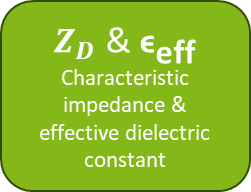 Z_D & ϵ_eff
Characteristic
impedance &
effective dielectric
constant